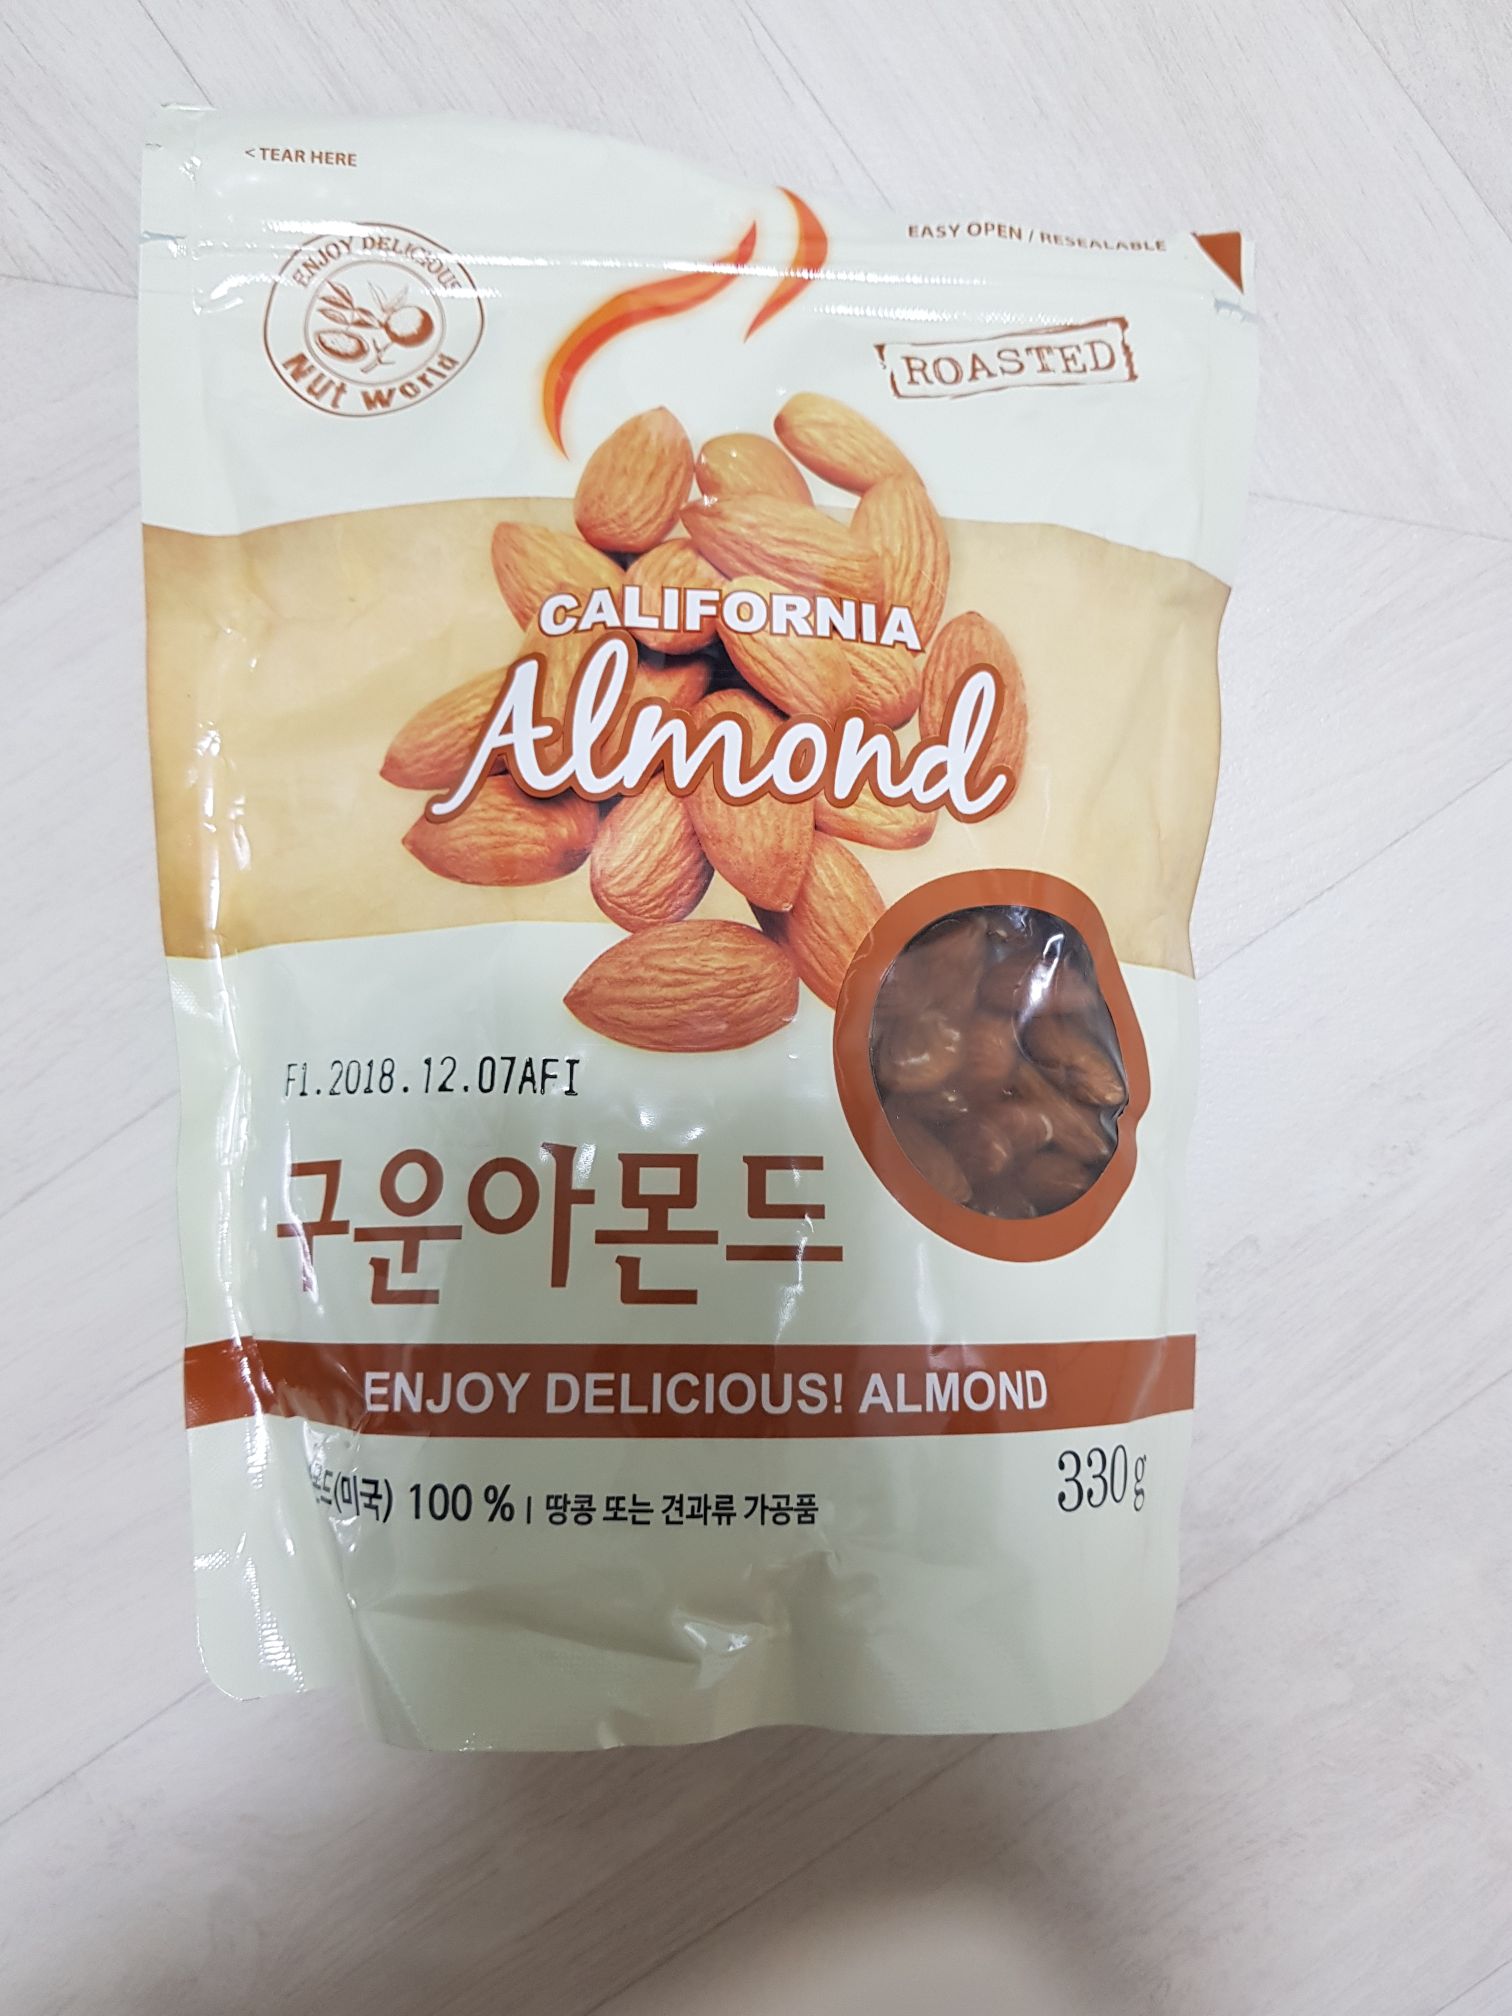 < TEAR HERE
EASY OPEN / RESEALABLE
ENJOY DELICIOUS
Nut World
ROASTED
CALIFORNIA
Almond
F1.2018.12.07AFI
구운아몬드
ENJOY DELICIOUS! ALMOND
(미국) 100 % | 땅콩 또는 견과류 가공품
330g